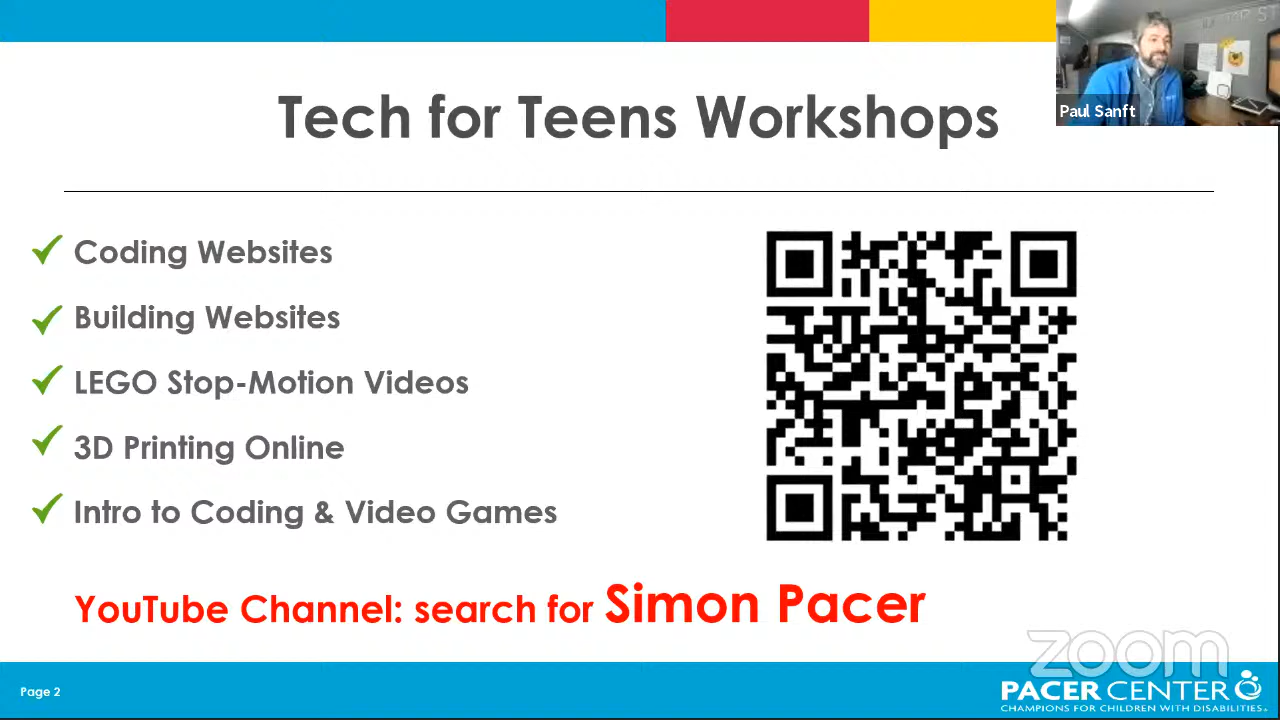 Tech for Teens Workshops
Paul Sanft
Coding Websites
Building Websites
LEGO Stop-Motion Videos
3D Printing Online
Intro to Coding & Video Games
YouTube Channel: search for Simon Pacer
zoom
Page 2
PACER CENTER
CHAMPIONS FOR CHILDREN WITH DISABILITIES